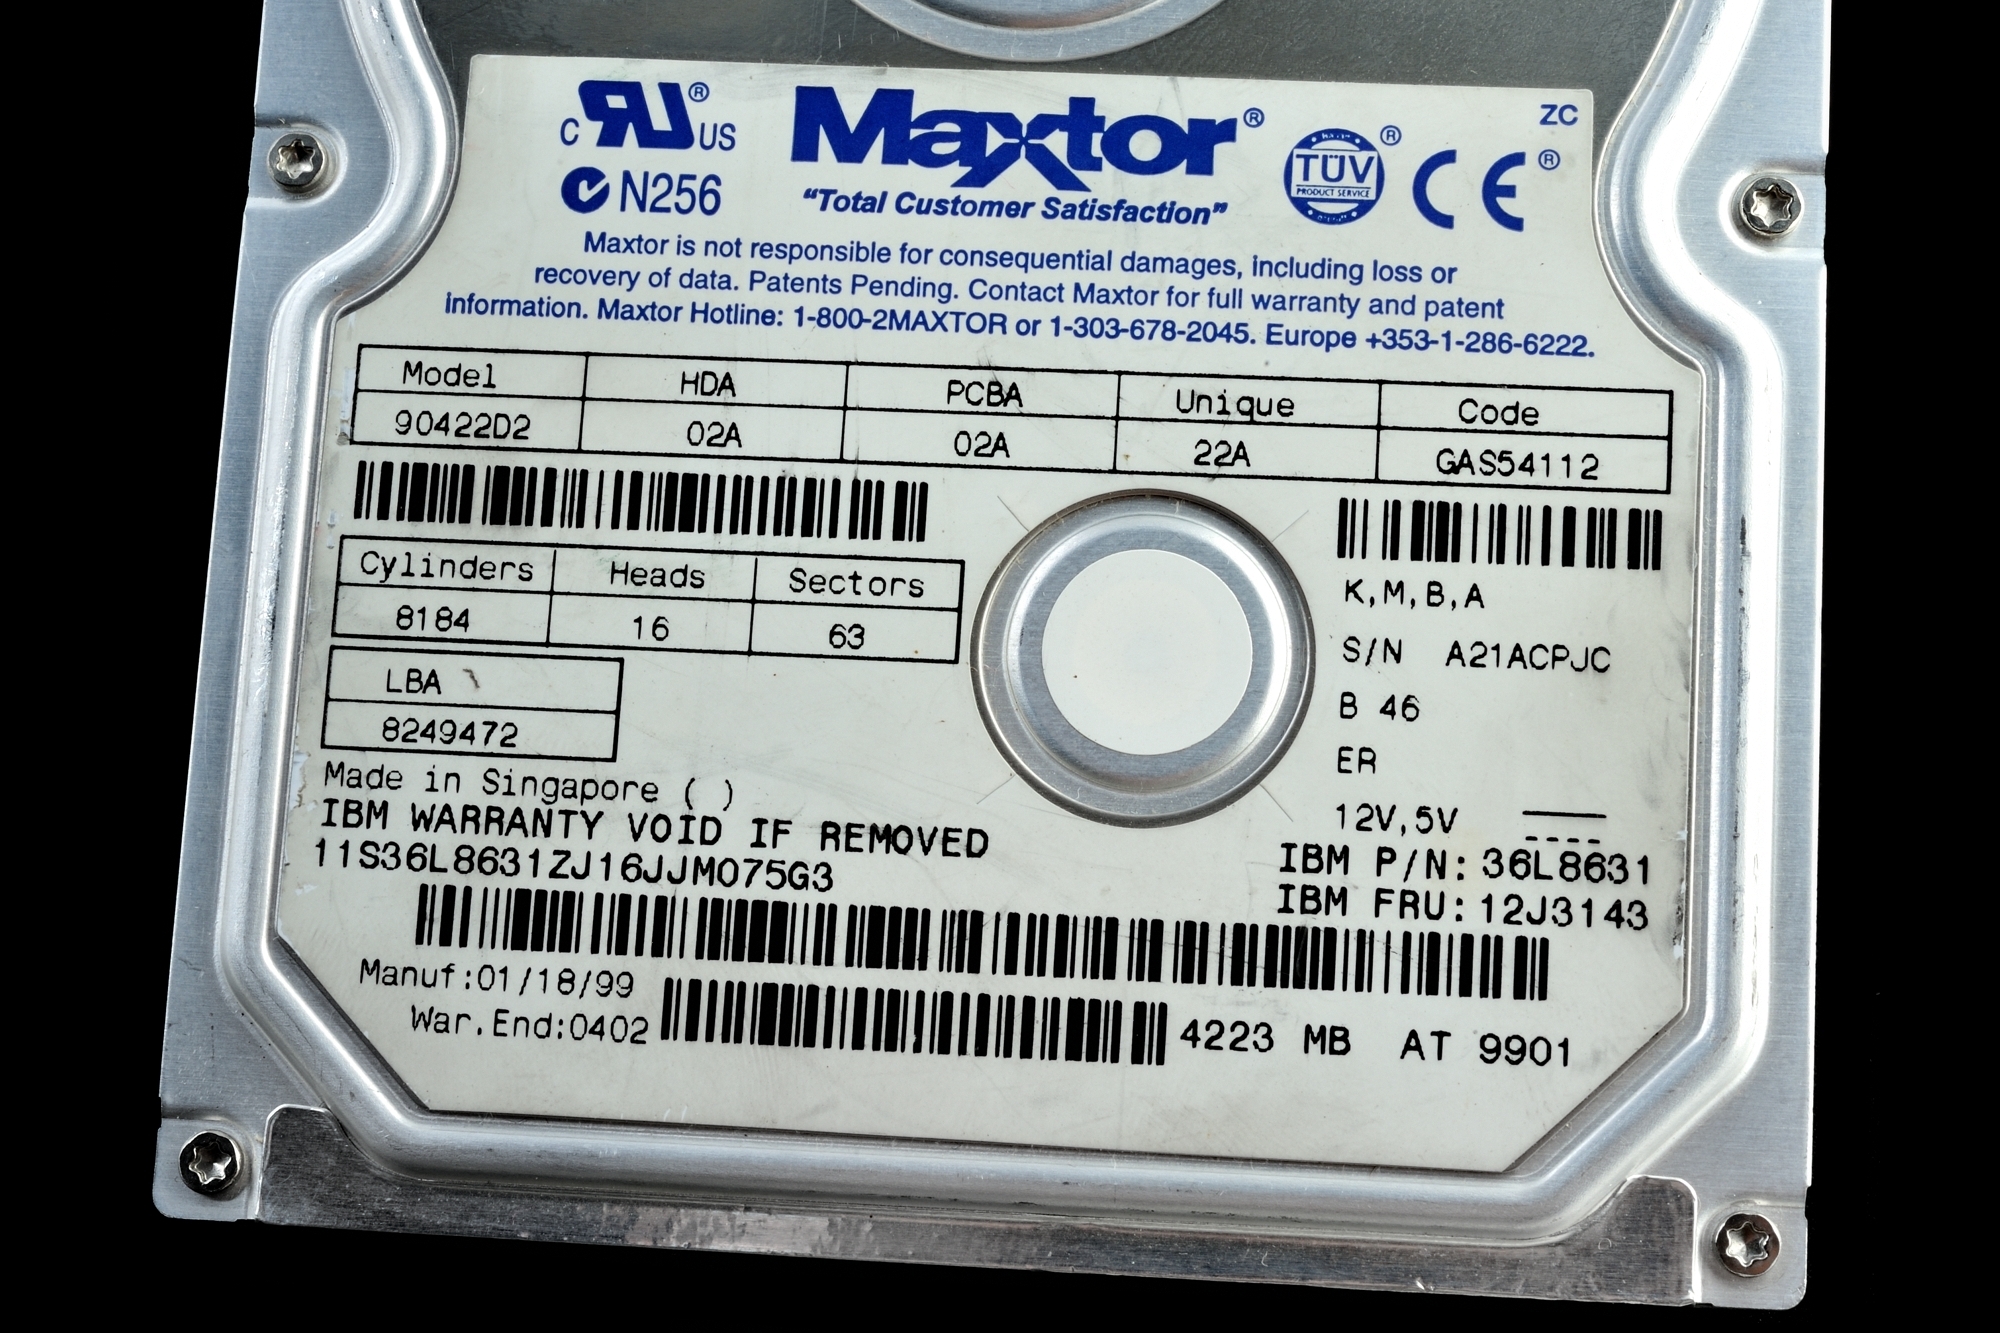 c RU® US
N256
Maxtor®
"Total Customer Satisfaction"
TÜV®
PRODUCT SERVICE
CE®
ZC
Maxtor is not responsible for consequential damages, including loss or
recovery of data. Patents Pending. Contact Maxtor for full warranty and patent
information. Maxtor Hotline: 1-800-2MAXTOR or 1-303-678-2045. Europe +353-1-286-6222.
Model HDA PCBA Unique Code
90422D2 02A 02A 22A GAS54112
Cylinders Heads Sectors
8184 16 63
LBA
8249472
Made in Singapore ( )
IBM WARRANTY VOID IF REMOVED
11S36L8631ZJ16JJM075G3
K,M,B,A
S/N A21ACPJC
B 46
ER
12V,5V
IBM P/N: 36L8631
IBM FRU: 12J3143
Manuf:01/18/99
War.End:0402
4223 MB AT 9901